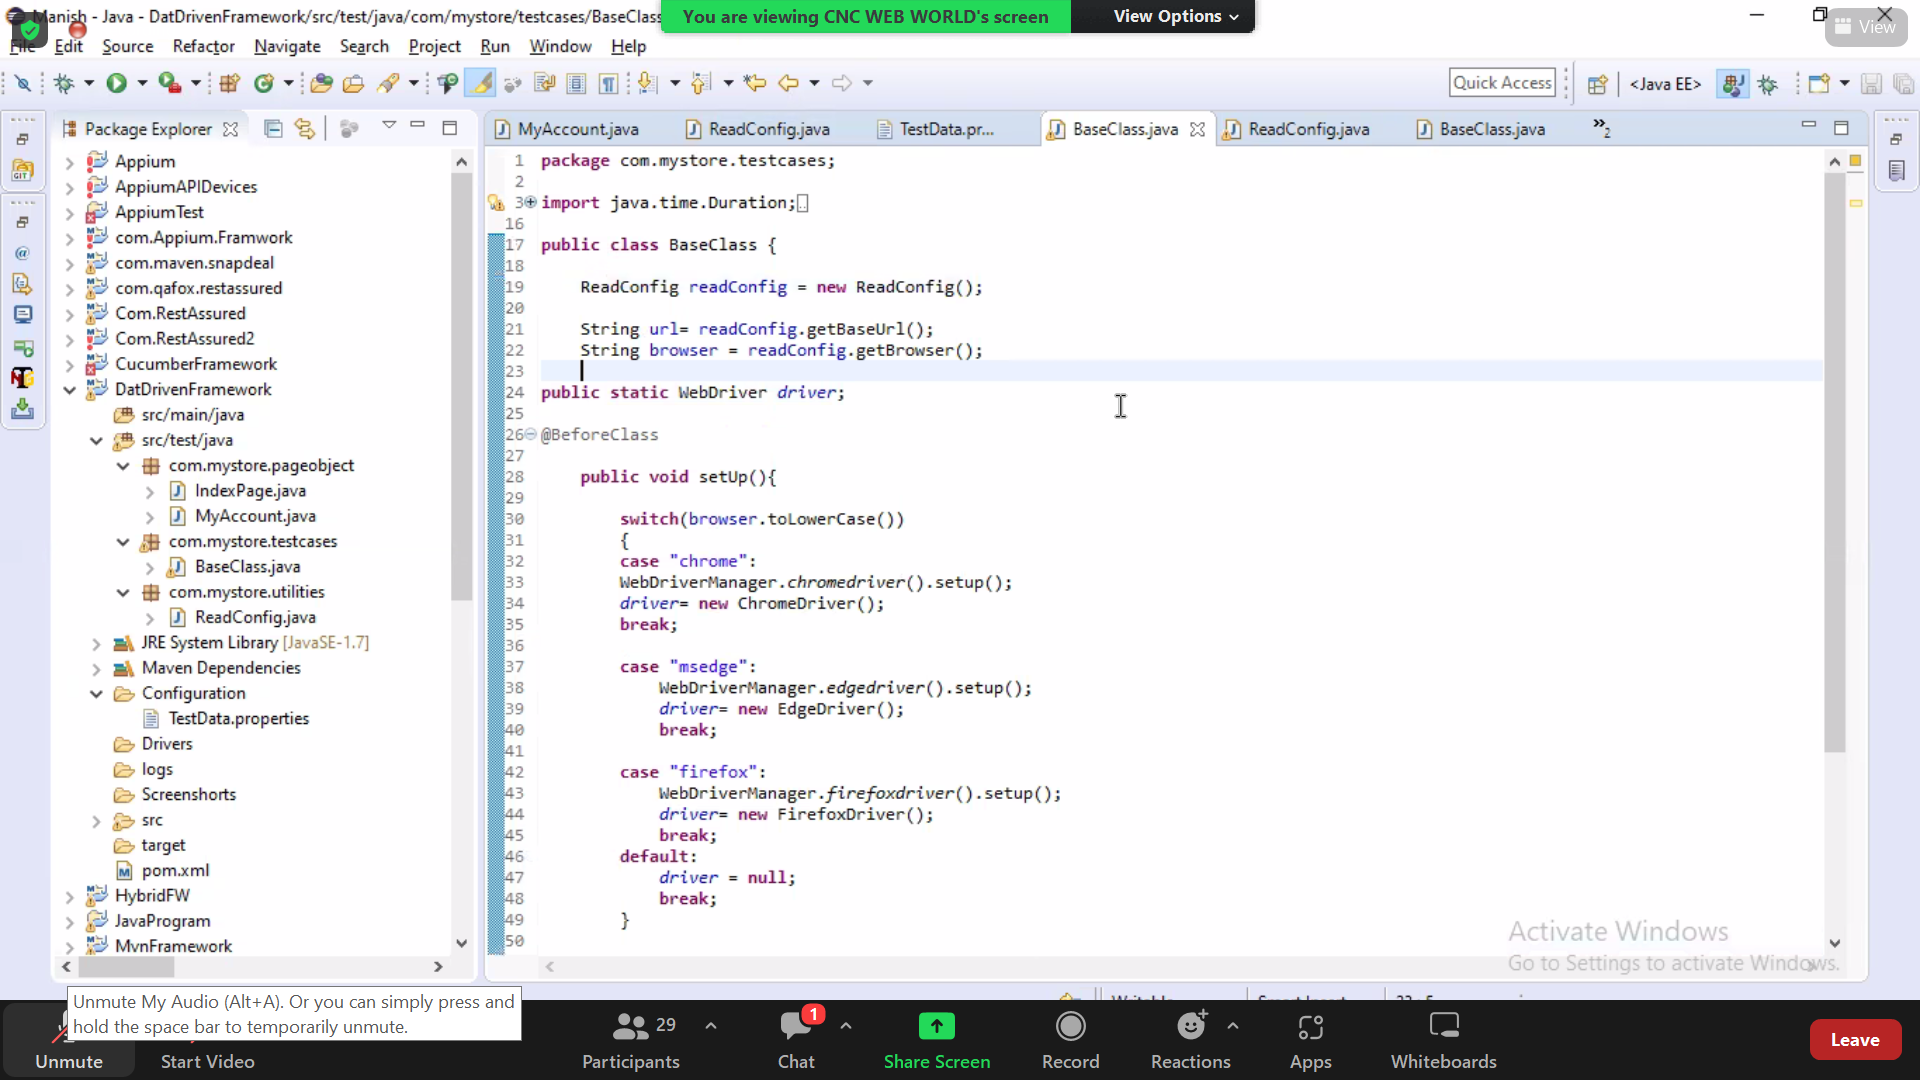 Manish - Java - DatDrivenFramework/src/test/java/com/mystore/testcases/BaseClass
You are viewing CNC WEB WORLD's screen
View Options
View
File Edit Source Refactor Navigate Search Project Run Window Help
Quick Access
<Java EE>
Package Explorer
MyAccount.java
ReadConfig.java
TestData.pr...
BaseClass.java
ReadConfig.java
BaseClass.java
»2
Appium
AppiumAPIDevices
AppiumTest
com.Appium.Framwork
com.maven.snapdeal
com.qafox.restassured
Com.RestAssured
Com.RestAssured2
CucumberFramework
DatDrivenFramework
src/main/java
src/test/java
com.mystore.pageobject
IndexPage.java
MyAccount.java
com.mystore.testcases
BaseClass.java
com.mystore.utilities
ReadConfig.java
JRE System Library [JavaSE-1.7]
Maven Dependencies
Configuration
TestData.properties
Drivers
logs
Screenshorts
src
target
pom.xml
HybridFW
JavaProgram
MvnFramework
1 package com.mystore.testcases;
2
3 import java.time.Duration;
16
17 public class BaseClass {
18
19 ReadConfig readConfig = new ReadConfig();
20
21 String url= readConfig.getBaseUrl();
22 String browser = readConfig.getBrowser();
23
24 public static WebDriver driver;
25
26 @BeforeClass
27
28 public void setUp(){
29
30 switch(browser.toLowerCase())
31 {
32 case "chrome":
33 WebDriverManager.chromedriver().setup();
34 driver= new ChromeDriver();
35 break;
36
37 case "msedge":
38 WebDriverManager.edgedriver().setup();
39 driver= new EdgeDriver();
40 break;
41
42 case "firefox":
43 WebDriverManager.firefoxdriver().setup();
44 driver= new FirefoxDriver();
45 break;
46 default:
47 driver = null;
48 break;
49 }
50
Activate Windows
Go to Settings to activate Windows.
Unmute My Audio (Alt+A). Or you can simply press and
hold the space bar to temporarily unmute.
Unmute
Start Video
29
Participants
1
Chat
Share Screen
Record
Reactions
Apps
Whiteboards
Leave